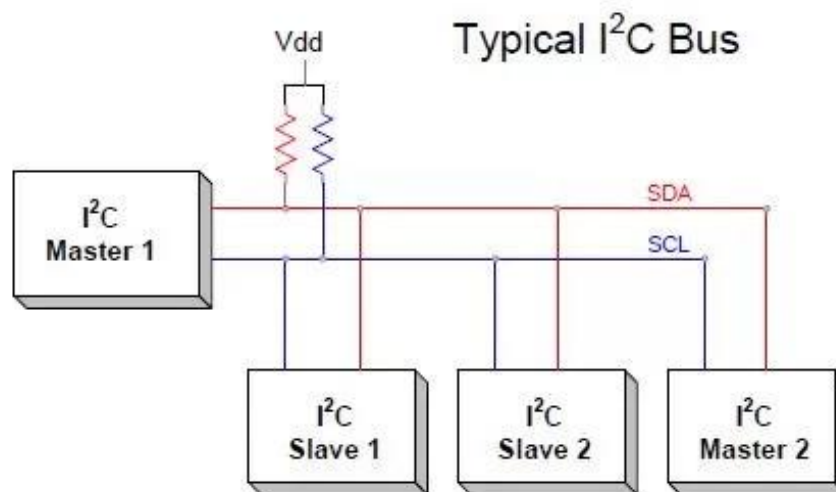 Typical I²C Bus
Vdd
I²C
Master 1
SDA
SCL
I²C
Slave 1
I²C
Slave 2
I²C
Master 2